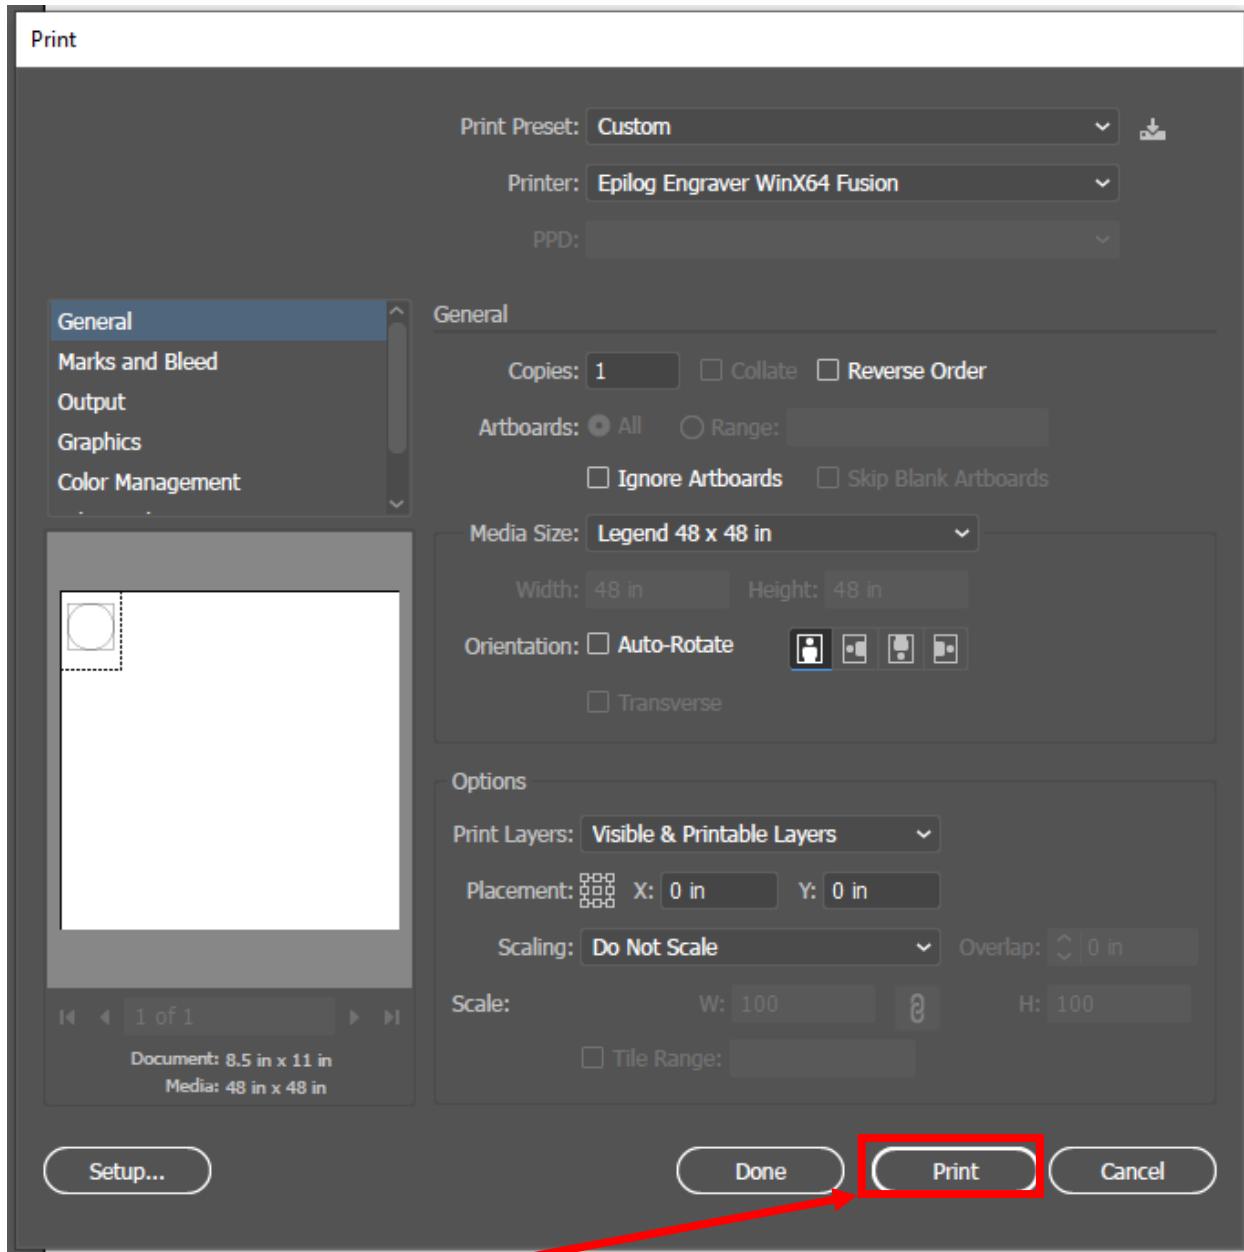 Print
Print Preset: Custom
Printer: Epilog Engraver WinX64 Fusion
PPD:
General
Marks and Bleed
Output
Graphics
Color Management
General
Copies: 1 Collate Reverse Order
Artboards: All Range:
Ignore Artboards Skip Blank Artboards
Media Size: Legend 48 x 48 in
Width: 48 in Height: 48 in
Orientation: Auto-Rotate
Transverse
Options
Print Layers: Visible & Printable Layers
Placement: X: 0 in Y: 0 in
Scaling: Do Not Scale Overlap: 0 in
Scale: W: 100 H: 100
Tile Range:
1 of 1
Document: 8.5 in x 11 in
Media: 48 in x 48 in
Setup... Done Print Cancel